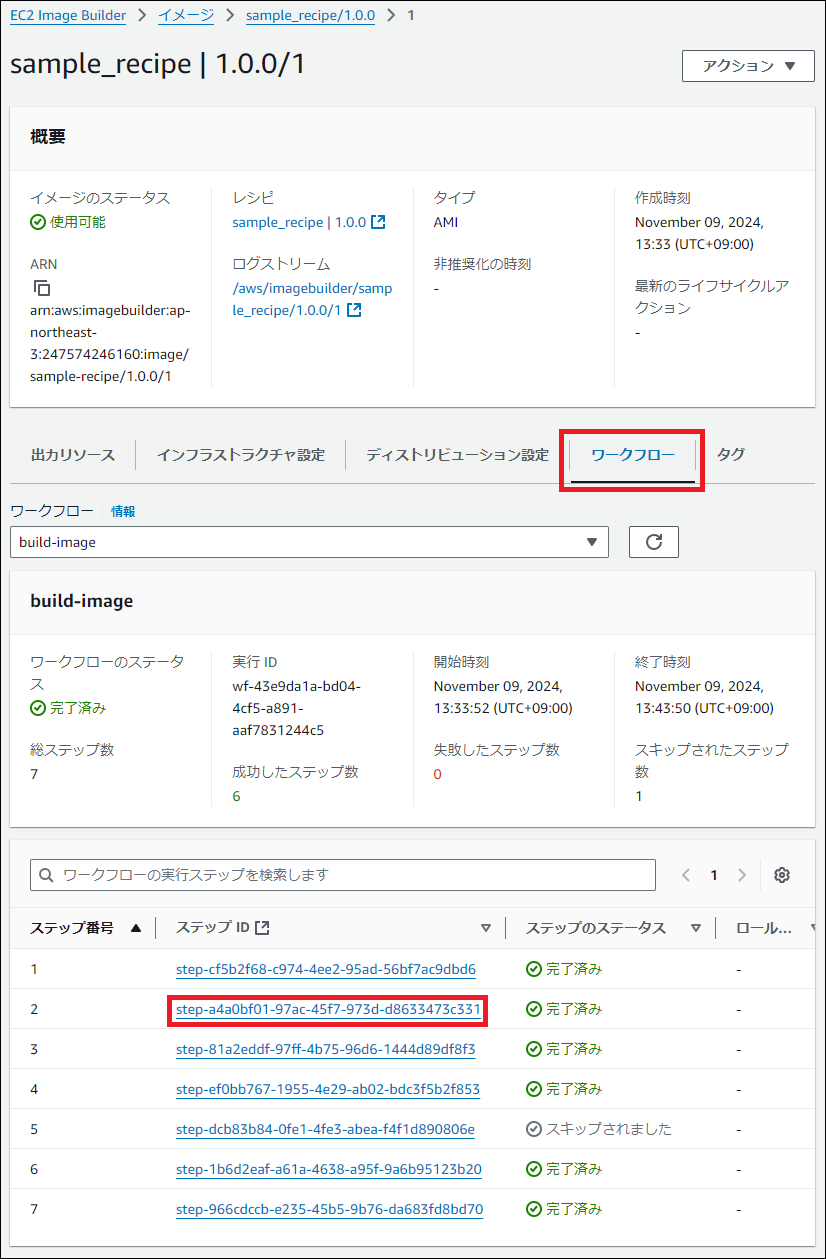 EC2 Image Builder > イメージ > sample_recipe/1.0.0 > 1
sample_recipe | 1.0.0/1
アクション ▼
概要
イメージのステータス
使用可能
ARN
arn:aws:imagebuilder:ap-
northeast-
3:247574246160:image/
sample-recipe/1.0.0/1
レシピ
sample_recipe | 1.0.0
ログストリーム
/aws/imagebuilder/samp
le_recipe/1.0.0/1
タイプ
AMI
非推奨化の時刻
-
作成時刻
November 09, 2024,
13:33 (UTC+09:00)
最新のライフサイクルア
クション
-
出力リソース インフラストラクチャ設定 ディストリビューション設定 ワークフロー タグ
ワークフロー 情報
build-image
build-image
ワークフローのステータ
ス
完了済み
総ステップ数
7
実行 ID
wf-43e9da1a-bd04-
4cf5-a891-
aaf7831244c5
成功したステップ数
6
開始時刻
November 09, 2024,
13:33:52 (UTC+09:00)
失敗したステップ数
0
終了時刻
November 09, 2024,
13:43:50 (UTC+09:00)
スキップされたステップ
数
1
ワークフローの実行ステップを検索します < 1 >
ステップ番号 ▲ ステップ ID ステップのステータス ロール...
1 step-cf5b2f68-c974-4ee2-95ad-56bf7ac9dbd6 完了済み -
2 step-a4a0bf01-97ac-45f7-973d-d8633473c331 完了済み -
3 step-81a2eddf-97ff-4b75-96d6-1444d89df8f3 完了済み -
4 step-ef0bb767-1955-4e29-ab02-bdc3f5b2f853 完了済み -
5 step-dcb83b84-0fe1-4fe3-abea-f4f1d890806e スキップされました -
6 step-1b6d2eaf-a61a-4638-a95f-9a6b95123b20 完了済み -
7 step-966cdccb-e235-45b5-9b76-da683fd8bd70 完了済み -